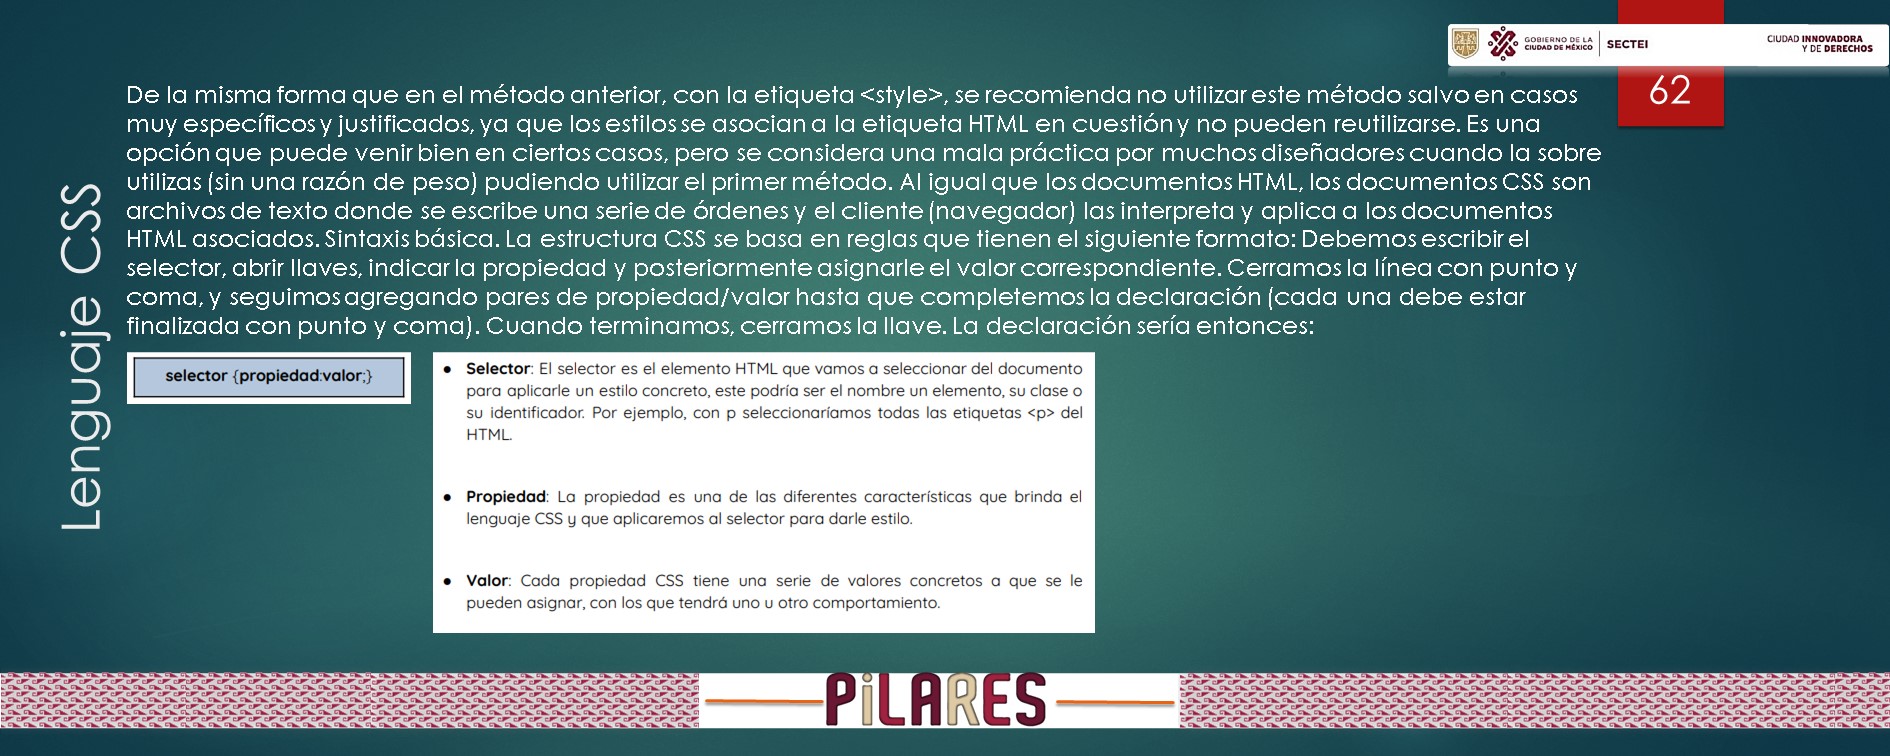 GOBIERNO DE LA
CIUDAD DE MÉXICO
SECTEI
CIUDAD INNOVADORA
Y DE DERECHOS
62
Lenguaje CSS
De la misma forma que en el método anterior, con la etiqueta <style>, se recomienda no utilizar este método salvo en casos
muy específicos y justificados, ya que los estilos se asocian a la etiqueta HTML en cuestión y no pueden reutilizarse. Es una
opción que puede venir bien en ciertos casos, pero se considera una mala práctica por muchos diseñadores cuando la sobre
utilizas (sin una razón de peso) pudiendo utilizar el primer método. Al igual que los documentos HTML, los documentos CSS son
archivos de texto donde se escribe una serie de órdenes y el cliente (navegador) las interpreta y aplica a los documentos
HTML asociados. Sintaxis básica. La estructura CSS se basa en reglas que tienen el siguiente formato: Debemos escribir el
selector, abrir llaves, indicar la propiedad y posteriormente asignarle el valor correspondiente. Cerramos la línea con punto y
coma, y seguimos agregando pares de propiedad/valor hasta que completemos la declaración (cada una debe estar
finalizada con punto y coma). Cuando terminamos, cerramos la llave. La declaración sería entonces:
selector {propiedad:valor;}
● Selector: El selector es el elemento HTML que vamos a seleccionar del documento
para aplicarle un estilo concreto, este podría ser el nombre un elemento, su clase o
su identificador. Por ejemplo, con p seleccionaríamos todas las etiquetas <p> del
HTML.
● Propiedad: La propiedad es una de las diferentes características que brinda el
lenguaje CSS y que aplicaremos al selector para darle estilo.
● Valor: Cada propiedad CSS tiene una serie de valores concretos a que se le
pueden asignar, con los que tendrá uno u otro comportamiento.
PiLARES